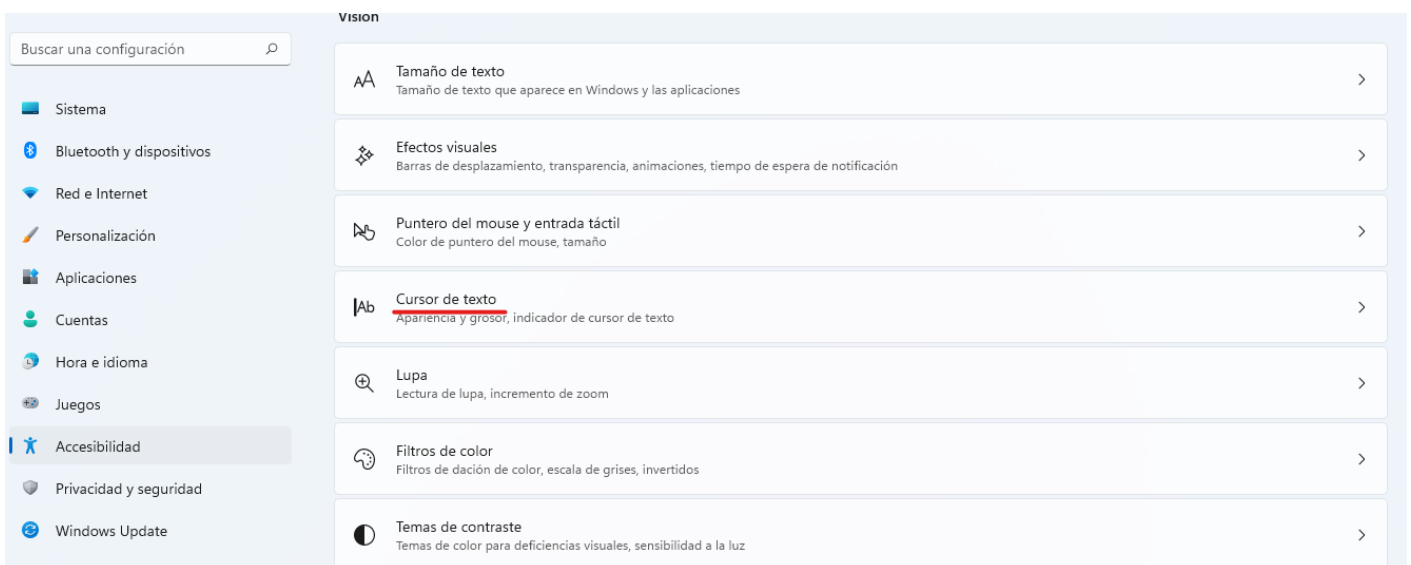 Visión
Buscar una configuración
Sistema
Bluetooth y dispositivos
Red e Internet
Personalización
Aplicaciones
Cuentas
Hora e idioma
Juegos
Accesibilidad
Privacidad y seguridad
Windows Update
AA
Tamaño de texto
Tamaño de texto que aparece en Windows y las aplicaciones
Efectos visuales
Barras de desplazamiento, transparencia, animaciones, tiempo de espera de notificación
Puntero del mouse y entrada táctil
Color de puntero del mouse, tamaño
Ab
Cursor de texto
Apariencia y grosor, indicador de cursor de texto
Lupa
Lectura de lupa, incremento de zoom
Filtros de color
Filtros de dación de color, escala de grises, invertidos
Temas de contraste
Temas de color para deficiencias visuales, sensibilidad a la luz